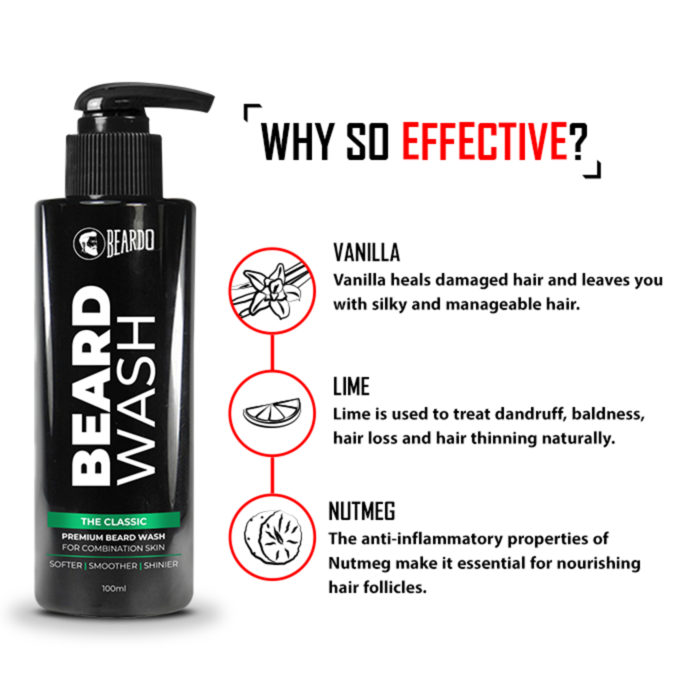 WHY SO EFFECTIVE?
BEARDO
BEARD
WASH
THE CLASSIC
PREMIUM BEARD WASH
FOR COMBINATION SKIN
SOFTER | SMOOTHER | SHINIER
100ml
VANILLA
Vanilla heals damaged hair and leaves you
with silky and manageable hair.
LIME
Lime is used to treat dandruff, baldness,
hair loss and hair thinning naturally.
NUTMEG
The anti-inflammatory properties of
Nutmeg make it essential for nourishing
hair follicles.